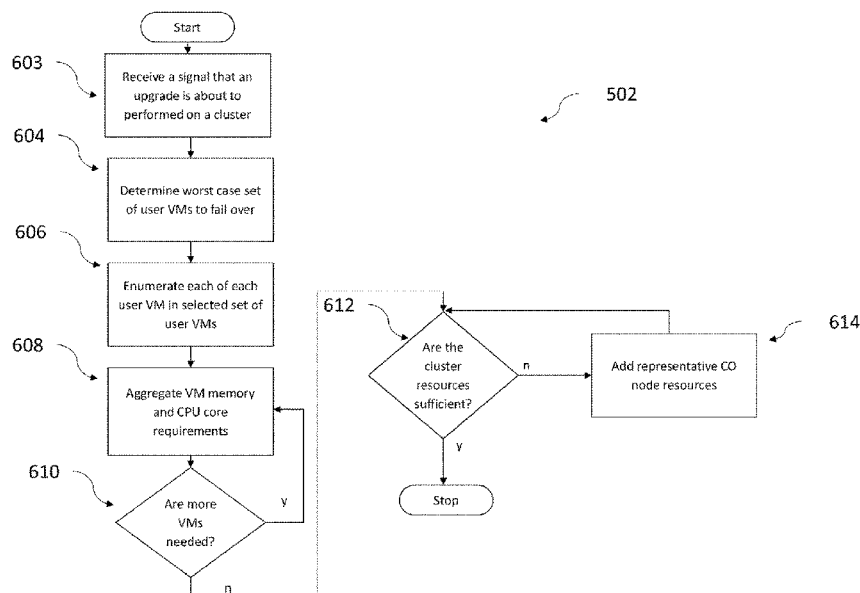 Start
603
Receive a signal that an
upgrade is about to
performed on a cluster
502
604
Determine worst case set
of user VMs to fail over
606
Enumerate each of each
user VM in selected set of
user VMs
608
Aggregate VM memory
and CPU core
requirements
610
Are more
VMs
needed?
y
n
612
Are the
cluster
resources
sufficient?
n
y
614
Add representative CO
node resources
Stop